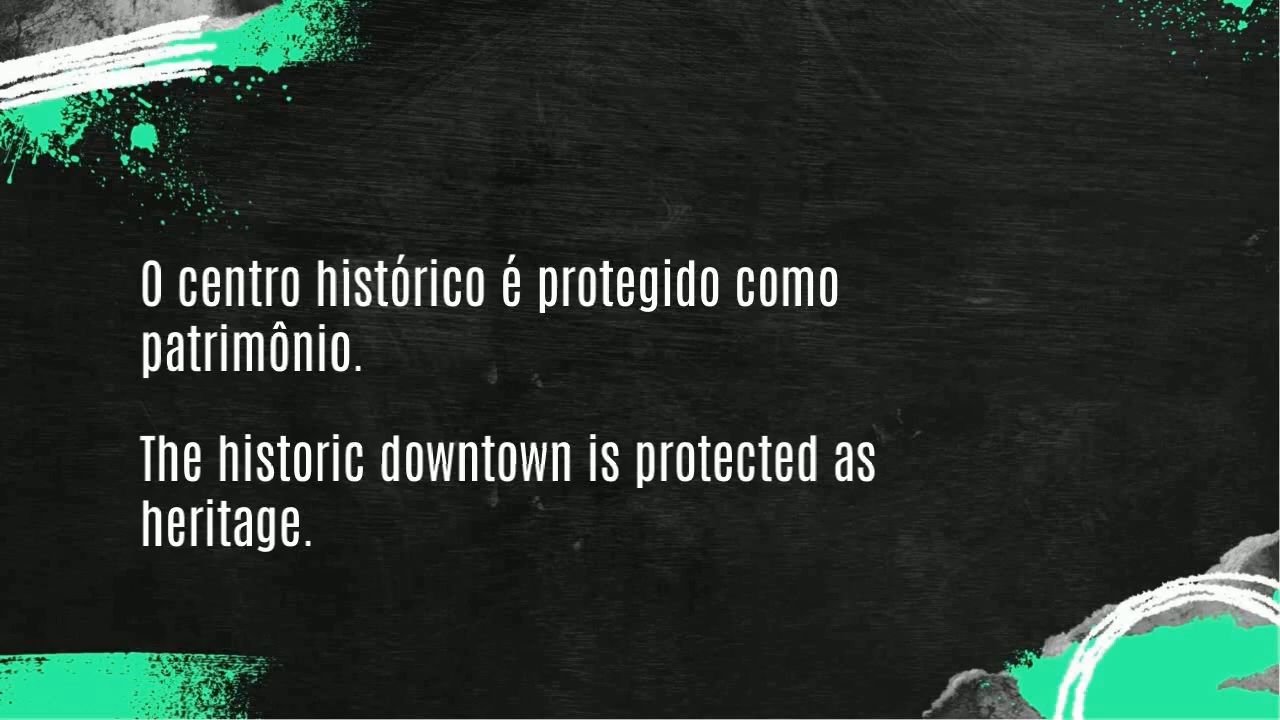 O centro histórico é protegido como
patrimônio.
The historic downtown is protected as
heritage.